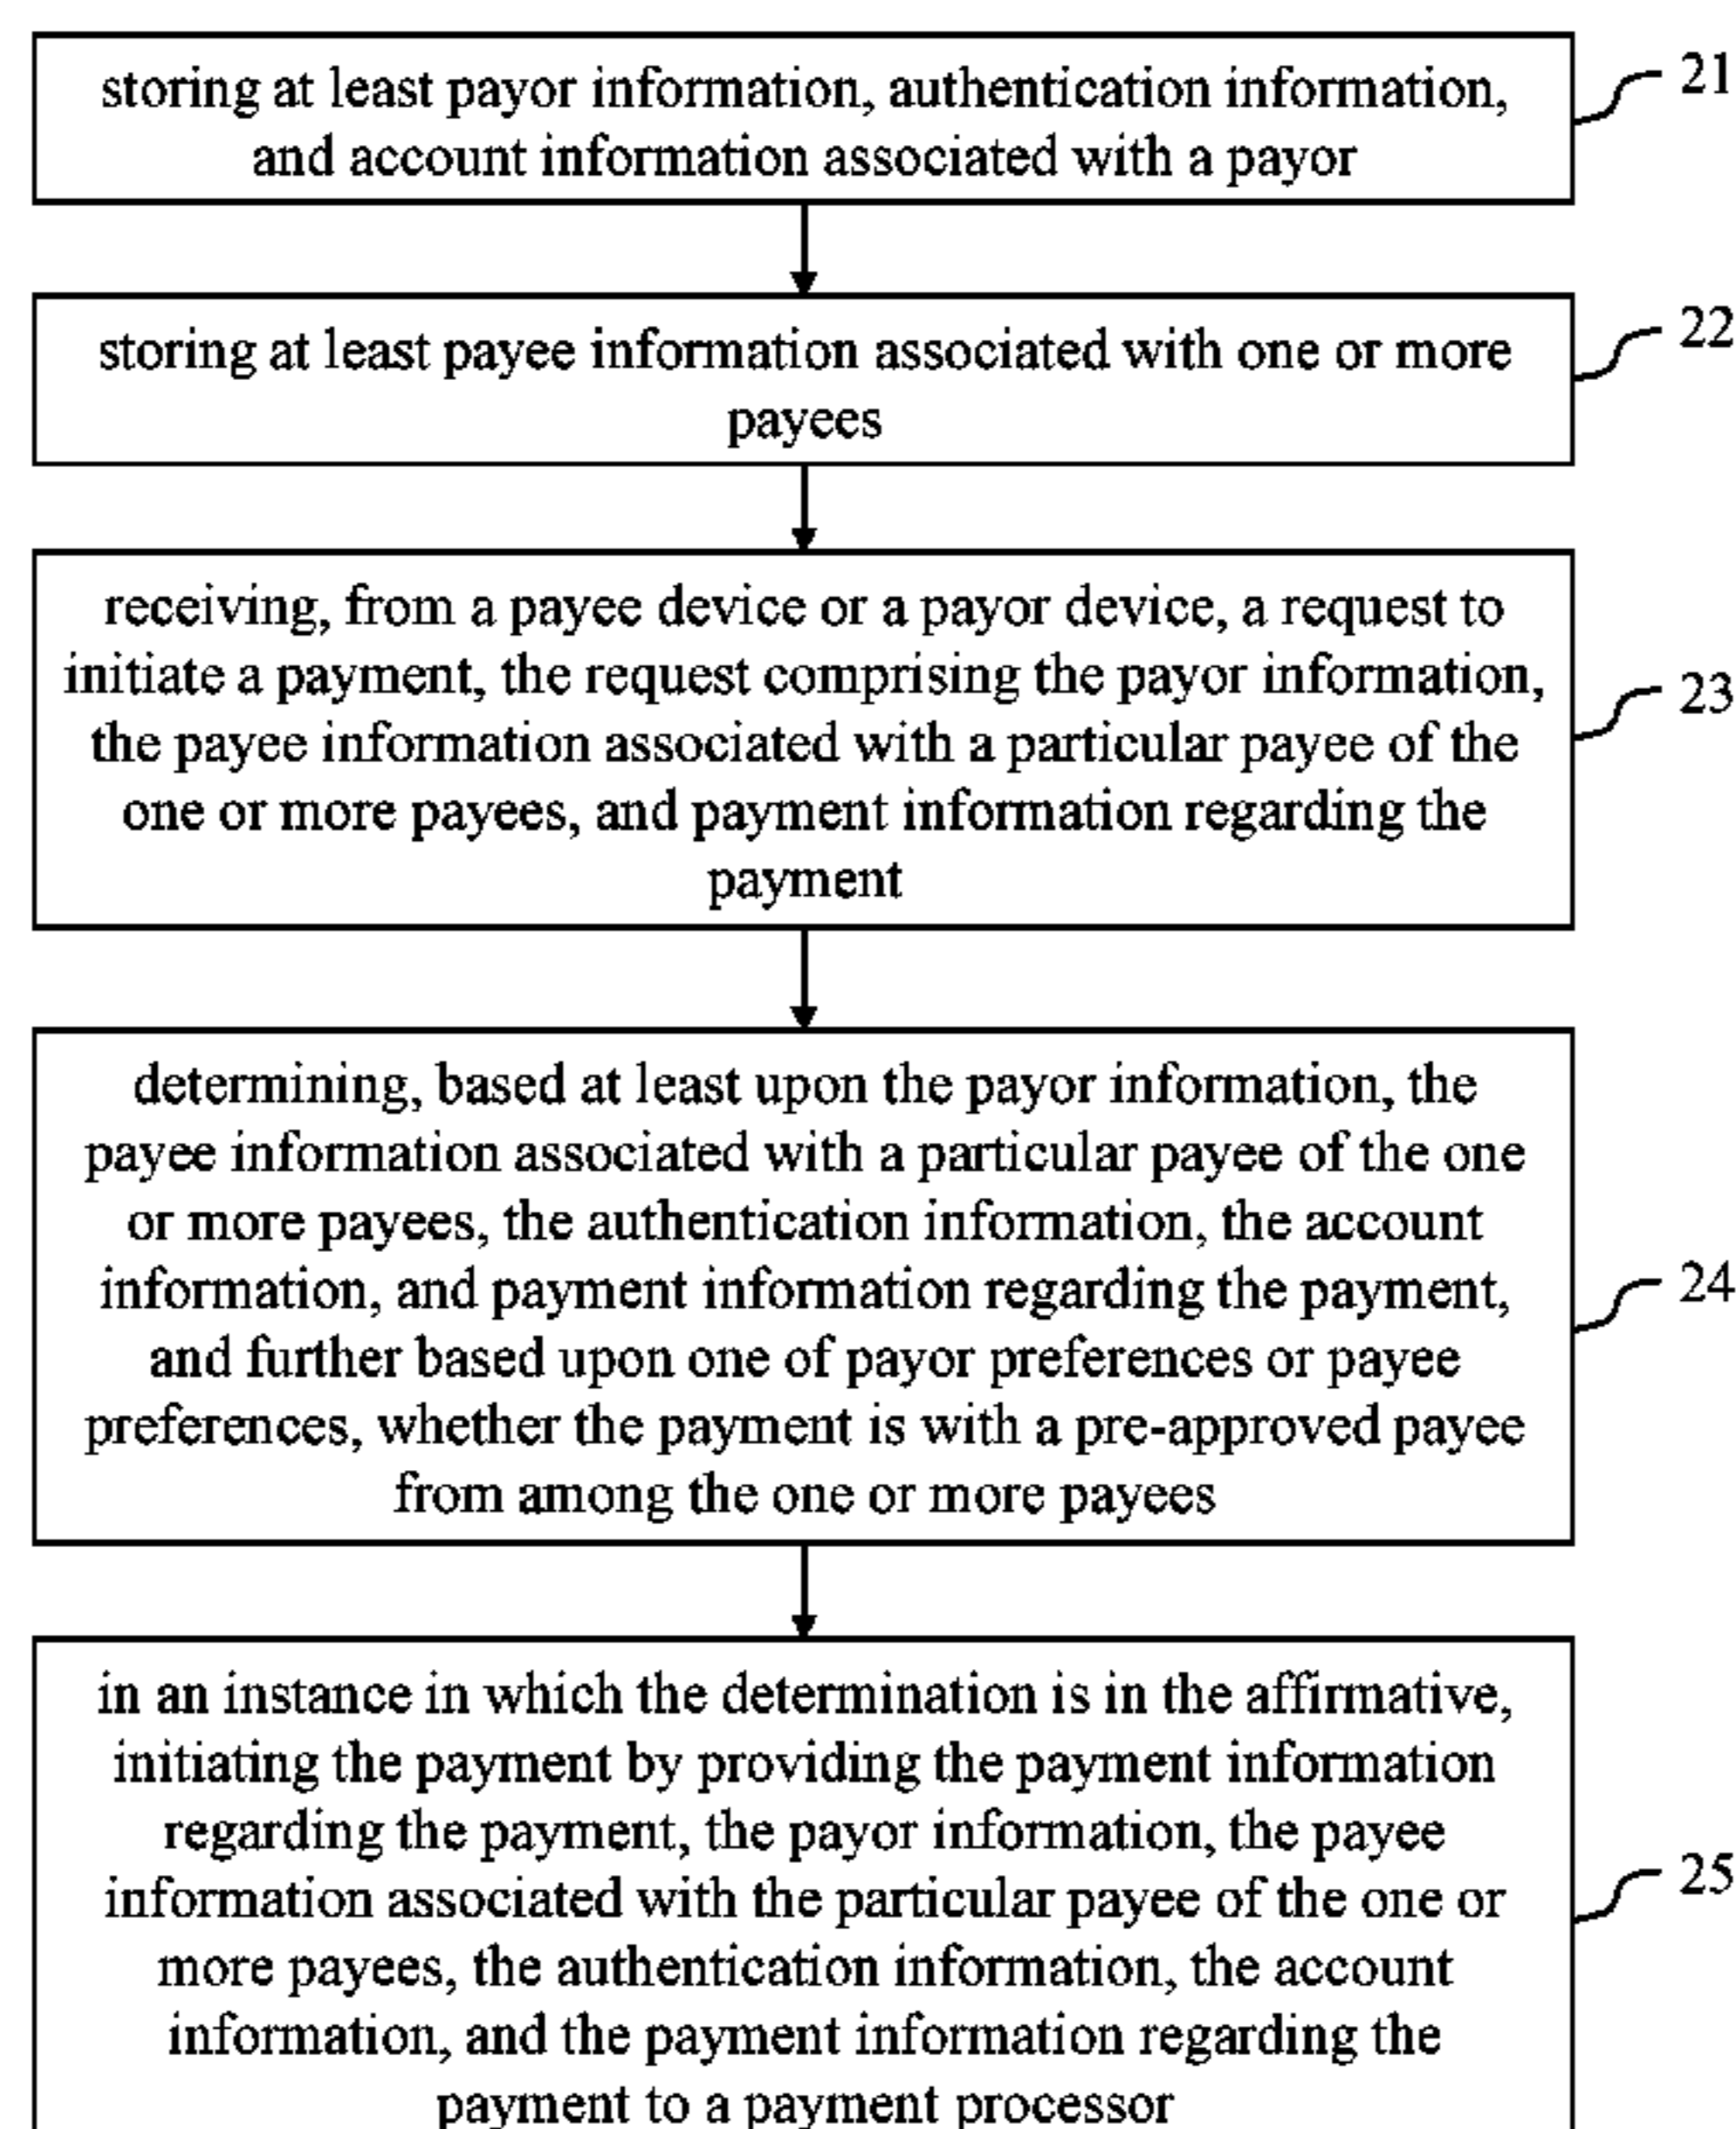 storing at least payor information, authentication information,
and account information associated with a payor
21
storing at least payee information associated with one or more
payees
22
receiving, from a payee device or a payor device, a request to
initiate a payment, the request comprising the payor information,
the payee information associated with a particular payee of the
one or more payees, and payment information regarding the
payment
23
determining, based at least upon the payor information, the
payee information associated with a particular payee of the one
or more payees, the authentication information, the account
information, and payment information regarding the payment,
and further based upon one of payor preferences or payee
preferences, whether the payment is with a pre-approved payee
from among the one or more payees
24
in an instance in which the determination is in the affirmative,
initiating the payment by providing the payment information
regarding the payment, the payor information, the payee
information associated with the particular payee of the one or
more payees, the authentication information, the account
information, and the payment information regarding the
payment to a payment processor
25